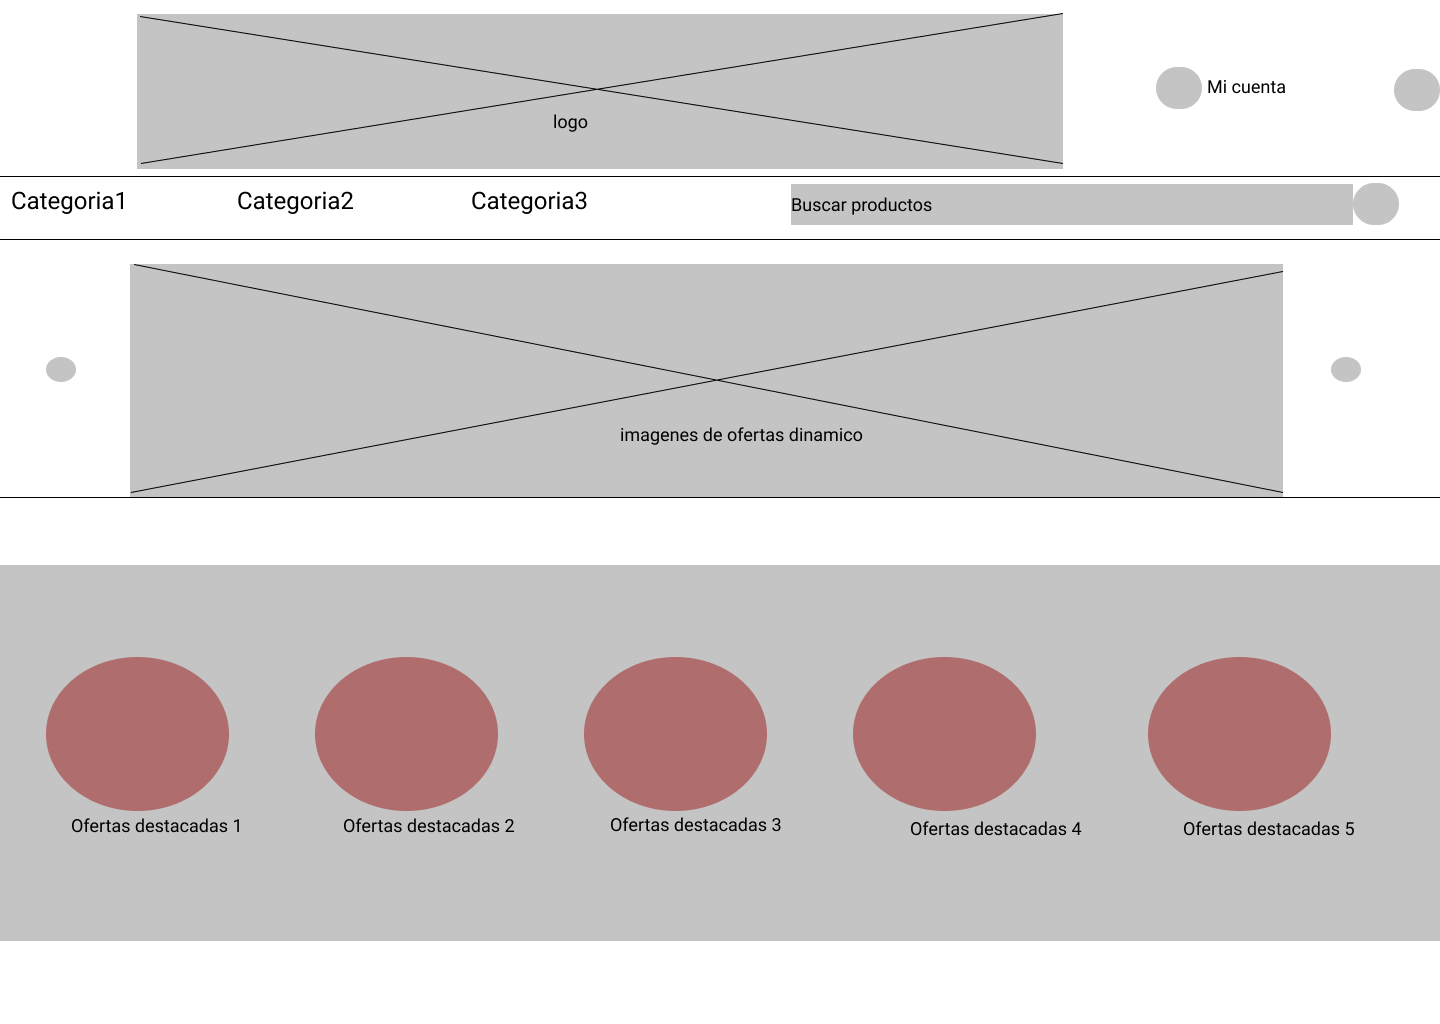 Mi cuenta
logo
Categoria1
Categoria2
Categoria3
Buscar productos
imagenes de ofertas dinamico
Ofertas destacadas 1
Ofertas destacadas 2
Ofertas destacadas 3
Ofertas destacadas 4
Ofertas destacadas 5